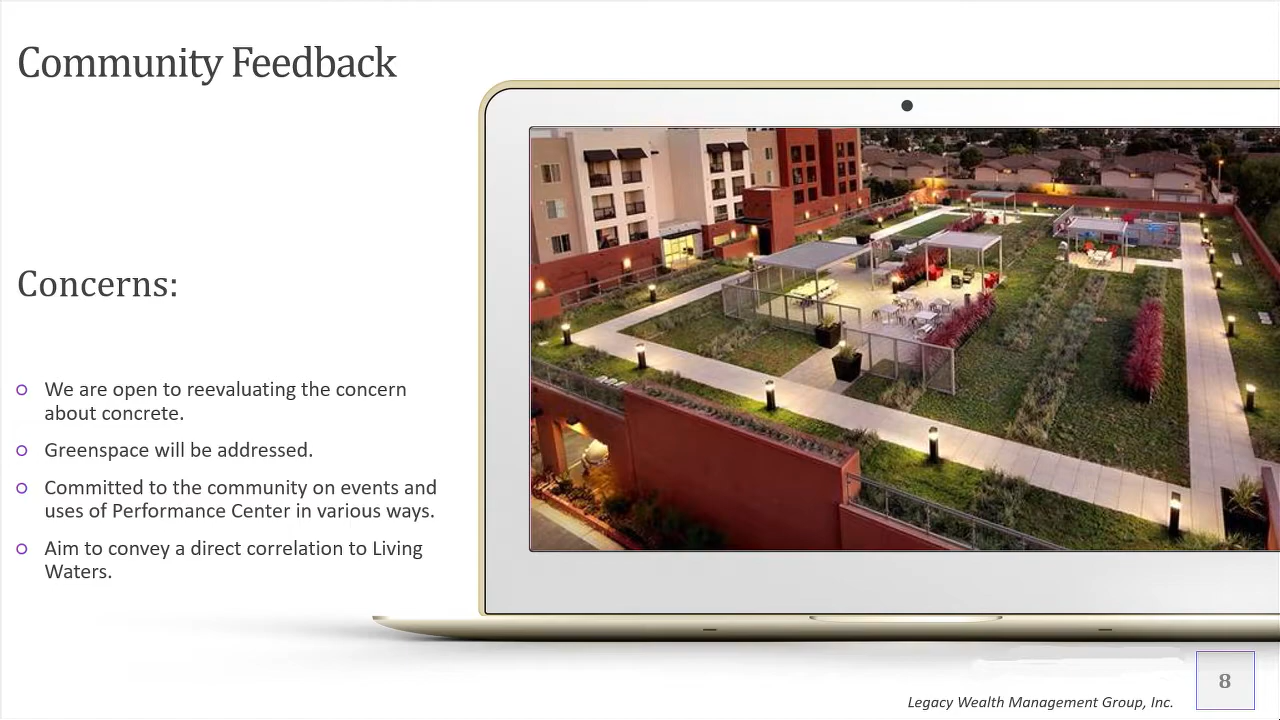 Community Feedback
Concerns:
We are open to reevaluating the concern
about concrete.
Greenspace will be addressed.
Committed to the community on events and
uses of Performance Center in various ways.
Aim to convey a direct correlation to Living
Waters.
Legacy Wealth Management Group, Inc.
8